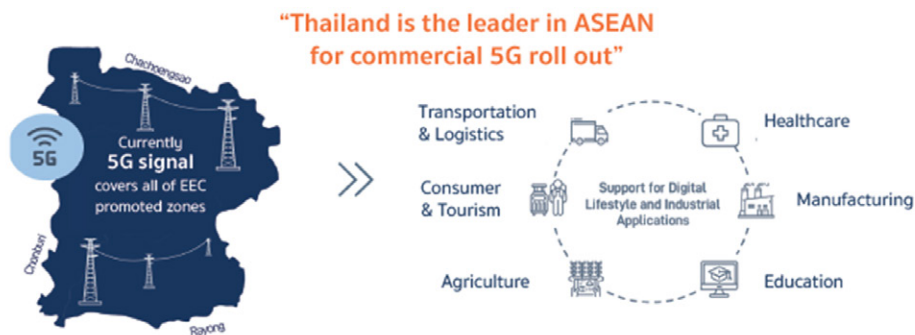 “Thailand is the leader in ASEAN
for commercial 5G roll out”
Chachoengsao
5G
Currently
5G signal
covers all of EEC
promoted zones
Chonburi
Rayong
Transportation
& Logistics
Healthcare
Consumer
& Tourism
Support for Digital
Lifestyle and Industrial
Applications
Manufacturing
Agriculture
Education